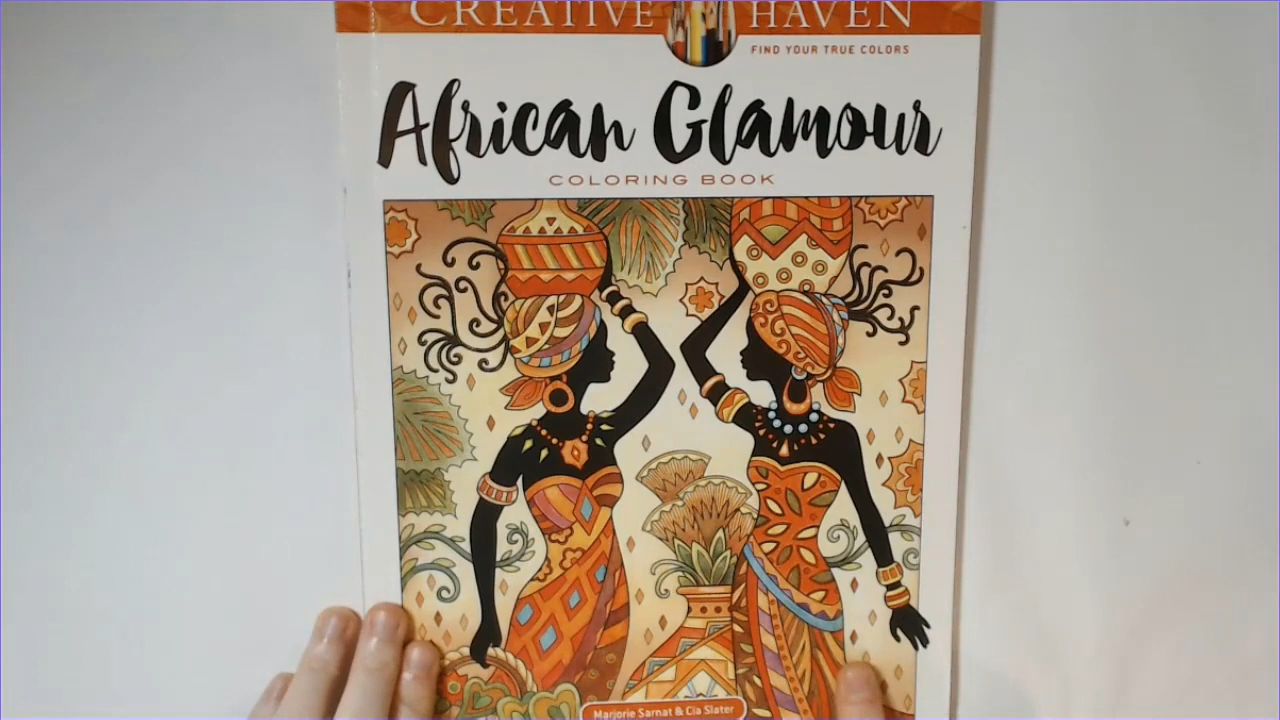 CREATIVE HAVEN
FIND YOUR TRUE COLORS
African Glamour
COLORING BOOK
Marjorie Sarnat & Cia Slater